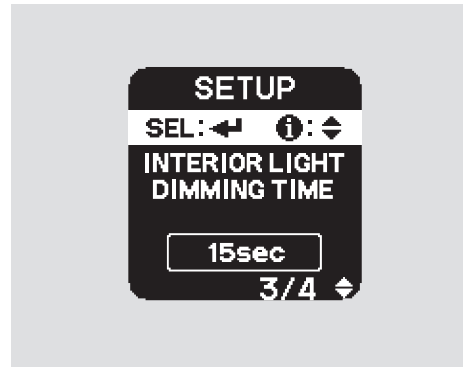 SETUP
SEL:↵ i:◆
INTERIOR LIGHT
DIMMING TIME
15sec
3/4